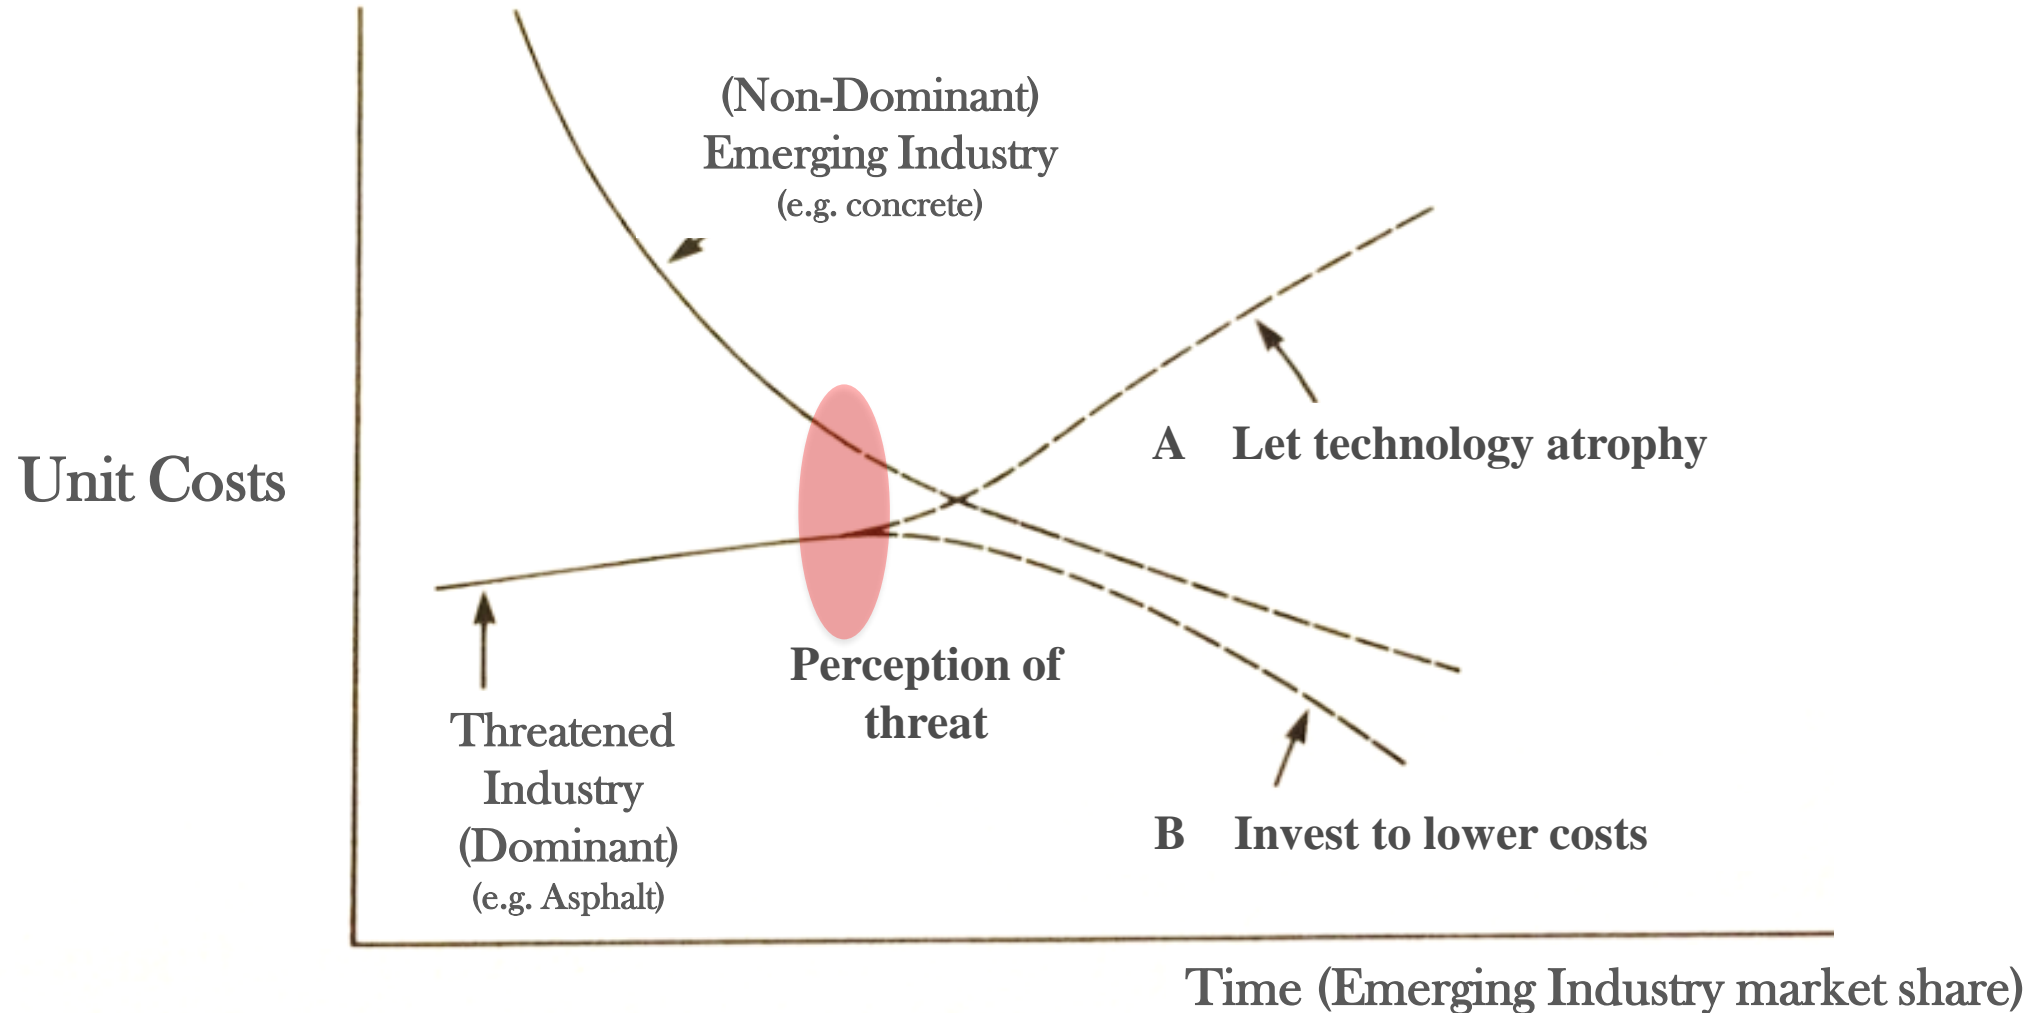 (Non-Dominant)
Emerging Industry
(e.g. concrete)
A Let technology atrophy
Unit Costs
Perception of
threat
Threatened
Industry
(Dominant)
(e.g. Asphalt)
B Invest to lower costs
Time (Emerging Industry market share)